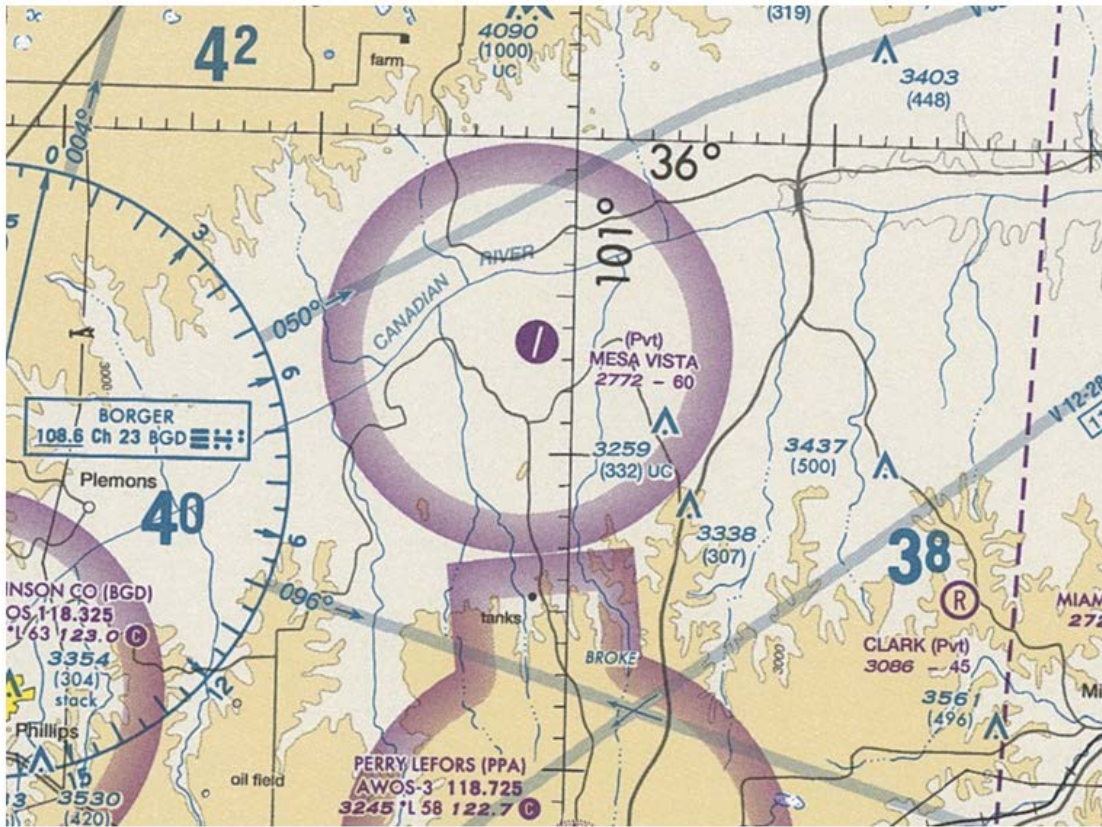 (319)
4²
farm
4090
(1000)
UC
3403
(448)
004°→
0
36°
3
101°
RIVER
CANADIAN
050°→
6
3000
(Pvt)
MESA VISTA
2772 - 60
BORGER
108.6 Ch 23 BGD
3259
(332) UC
3437
(500)
V 12-28
Plemons
4⁰
9
3338
(307)
3⁸
096°→
NSON CO (BGD)
OS 118.325
*L 63 123.0 C
tanks
R
MIAM
272
3354
(304)
stack
BROKE
3000
CLARK (Pvt)
3086 - 45
12
3561
(496)
Mi
Phillips
15
oil field
PERRY LEFORS (PPA)
AWOS-3 118.725
3245 *L 58 122.7 C
3530
(420)